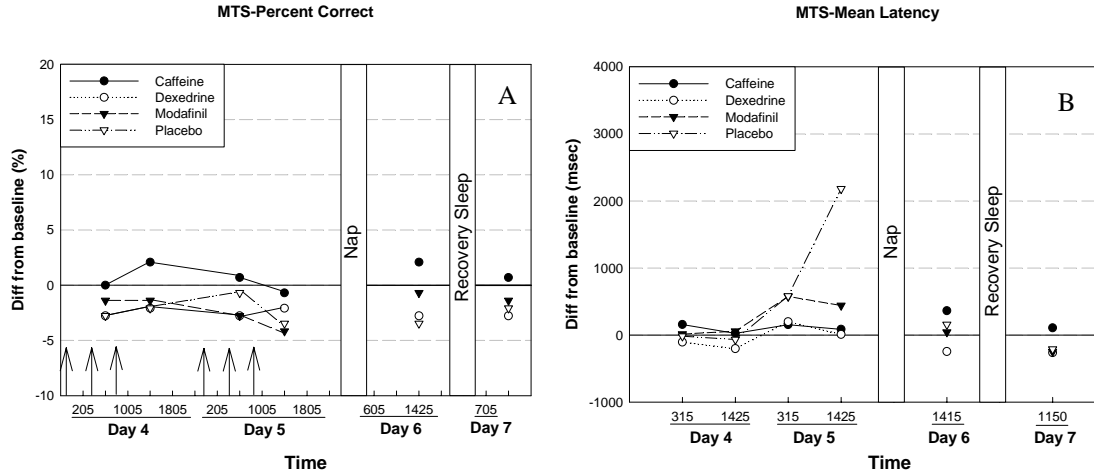 MTS-Percent Correct
20
15
10
5
0
-5
-10
Diff from baseline (%)
Caffeine
Dexedrine
Modafinil
Placebo
A
Nap
Recovery Sleep
205 1005 1805 205 1005 1805 605 1425 705
Day 4 Day 5 Day 6 Day 7
Time
MTS-Mean Latency
4000
3000
2000
1000
0
-1000
Diff from baseline (msec)
Caffeine
Dexedrine
Modafinil
Placebo
B
Nap
Recovery Sleep
315 1425 315 1425 1415 1150
Day 4 Day 5 Day 6 Day 7
Time